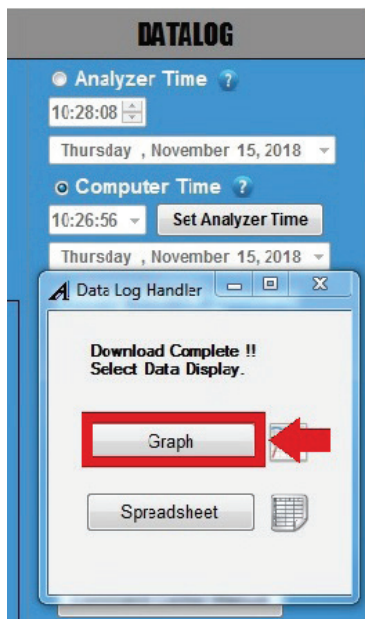 DATALOG
Analyzer Time ?
10:28:08
Thursday , November 15, 2018
Computer Time ?
10:26:56 Set Analyzer Time
Thursday , November 15, 2018
Data Log Handler
Download Complete !!
Select Data Display.
Graph
Spreadsheet